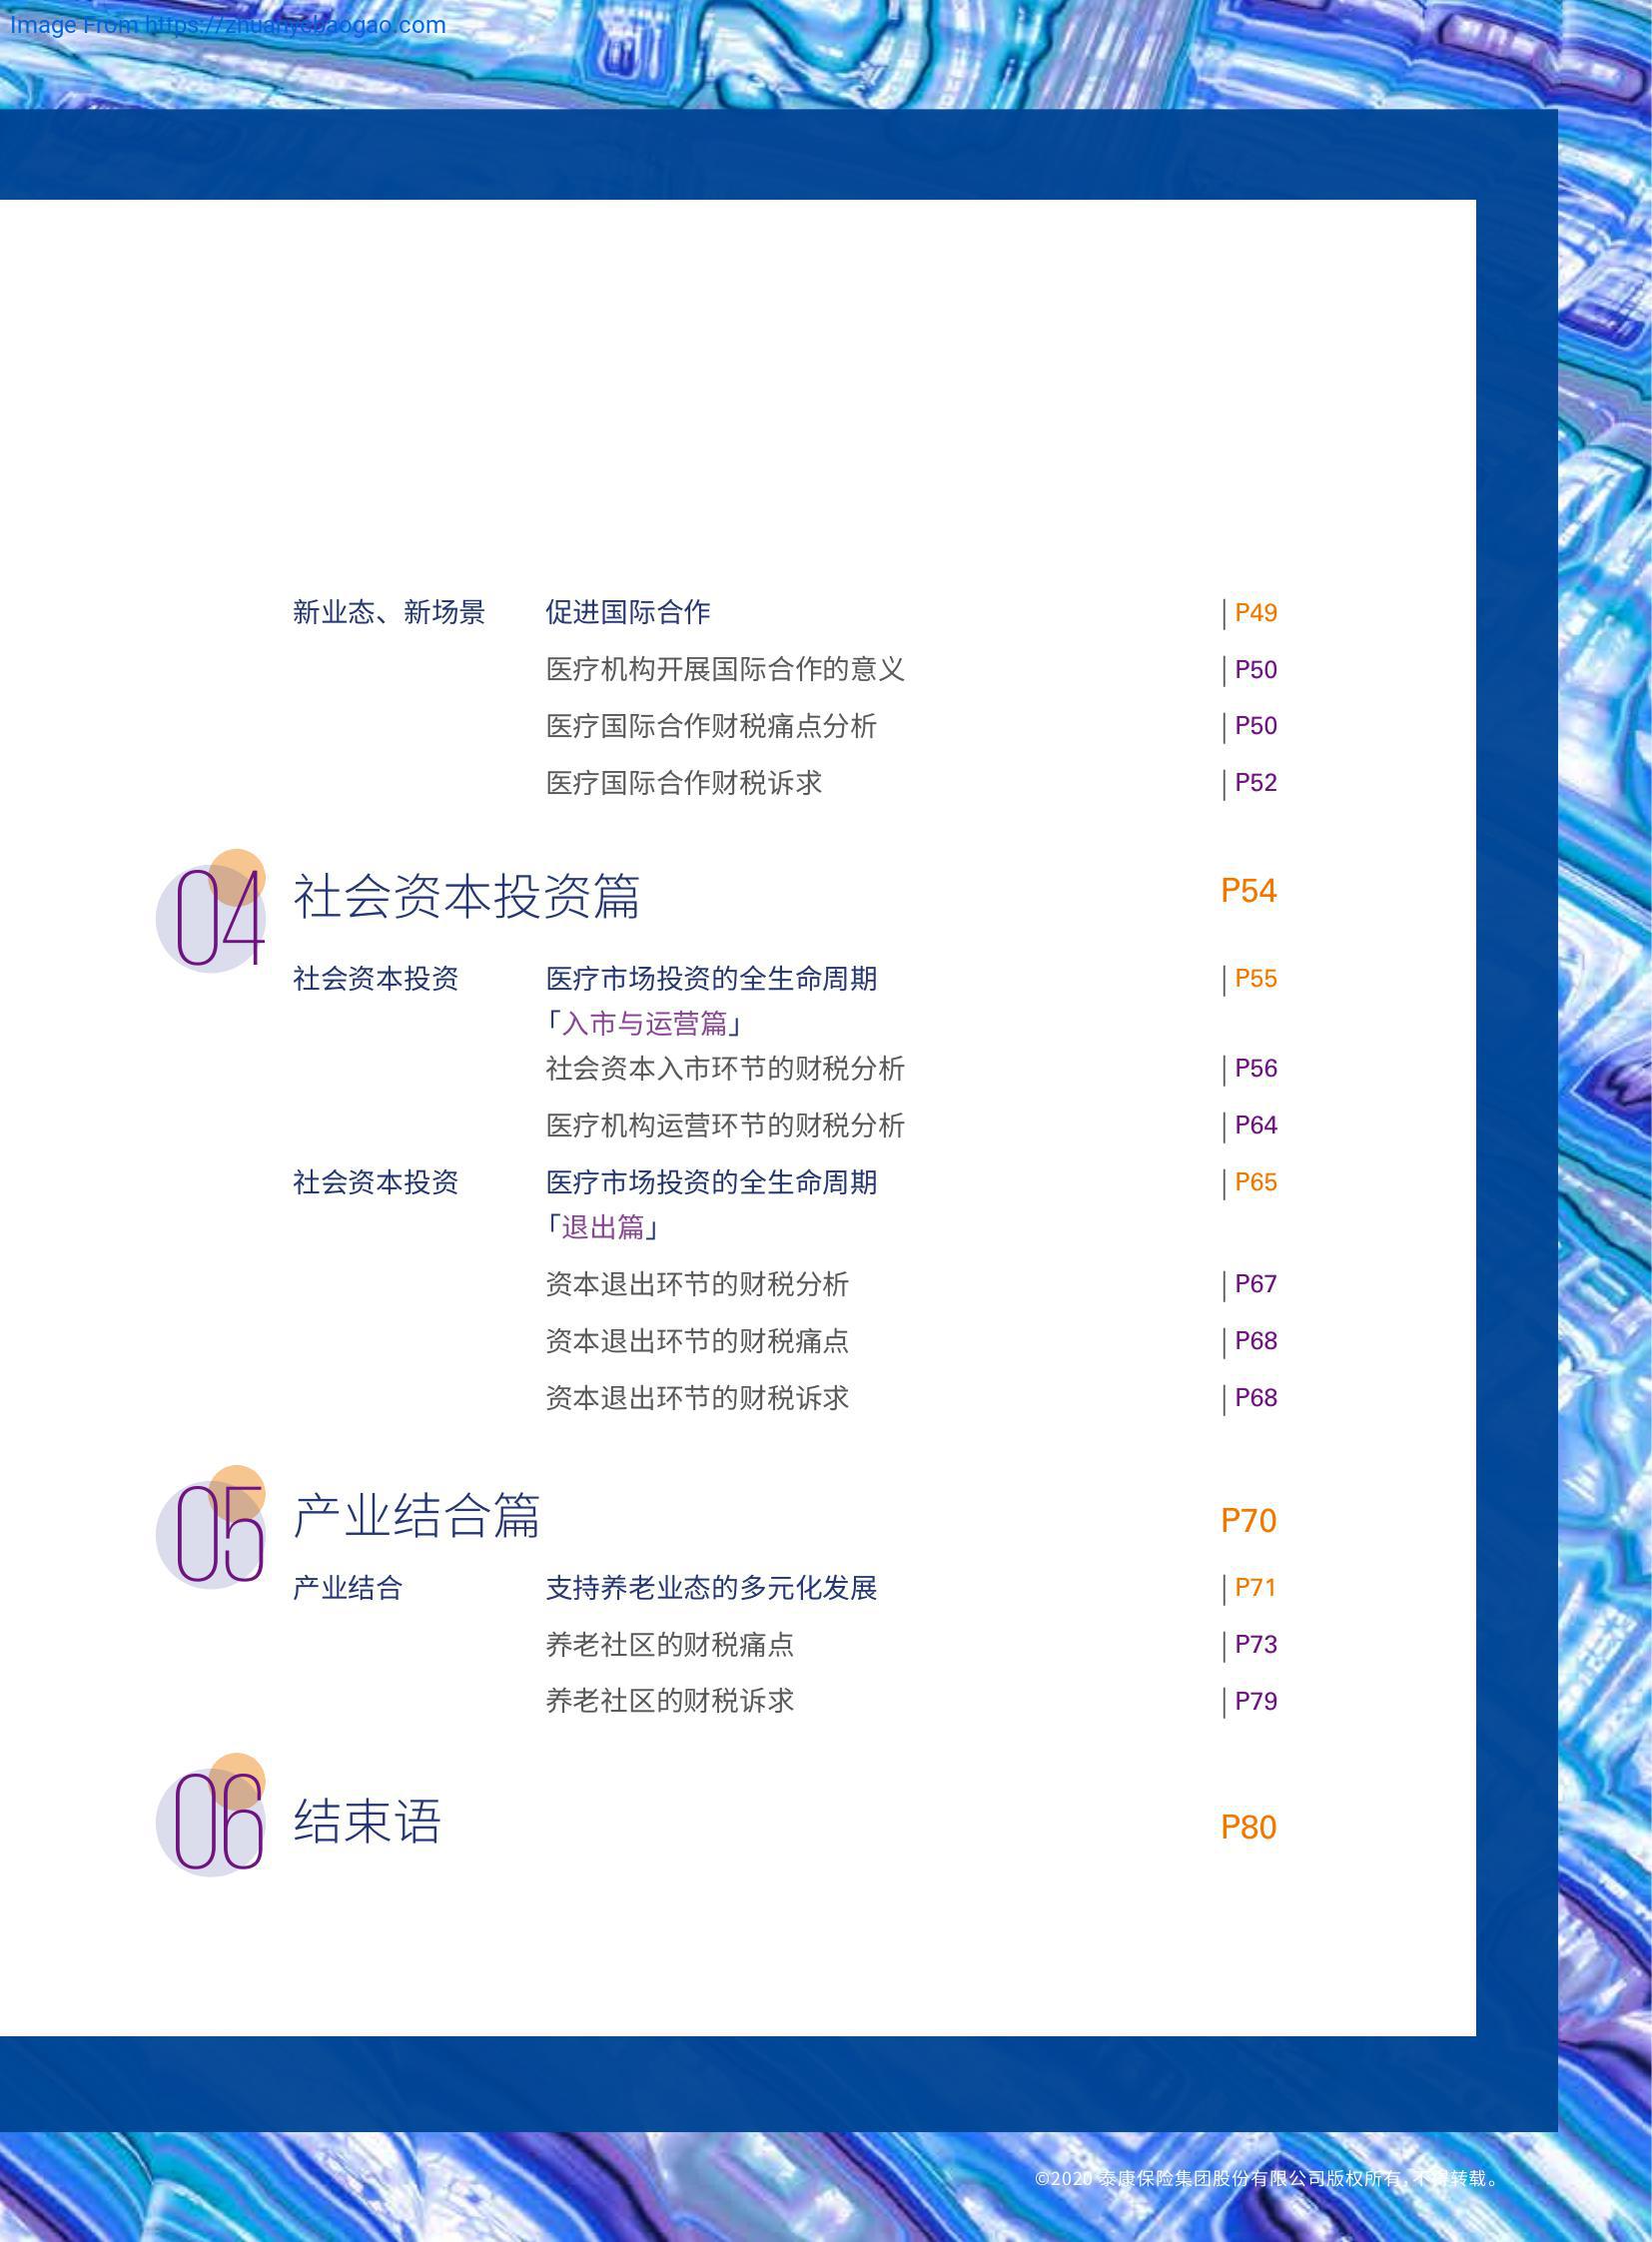 Image From https://zhuanyebaogao.com
新业态、新场景 促进国际合作 | P49
医疗机构开展国际合作的意义 | P50
医疗国际合作财税痛点分析 | P50
医疗国际合作财税诉求 | P52
04 社会资本投资篇 P54
社会资本投资 医疗市场投资的全生命周期 | P55
「入市与运营篇」
社会资本入市环节的财税分析 | P56
医疗机构运营环节的财税分析 | P64
社会资本投资 医疗市场投资的全生命周期 | P65
「退出篇」
资本退出环节的财税分析 | P67
资本退出环节的财税痛点 | P68
资本退出环节的财税诉求 | P68
05 产业结合篇 P70
产业结合 支持养老业态的多元化发展 | P71
养老社区的财税痛点 | P73
养老社区的财税诉求 | P79
06 结束语 P80
©2020 泰康保险集团股份有限公司版权所有，不得转载。